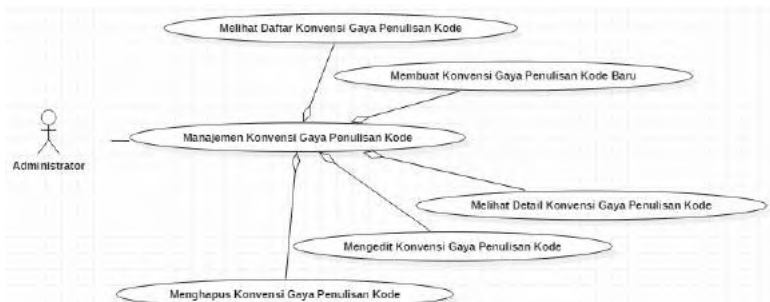 Melihat Daftar Konvensi Gaya Penulisan Kode
Membuat Konvensi Gaya Penulisan Kode Baru
Manajemen Konvensi Gaya Penulisan Kode
Administrator
Melihat Detail Konvensi Gaya Penulisan Kode
Mengedit Konvensi Gaya Penulisan Kode
Menghapus Konvensi Gaya Penulisan Kode